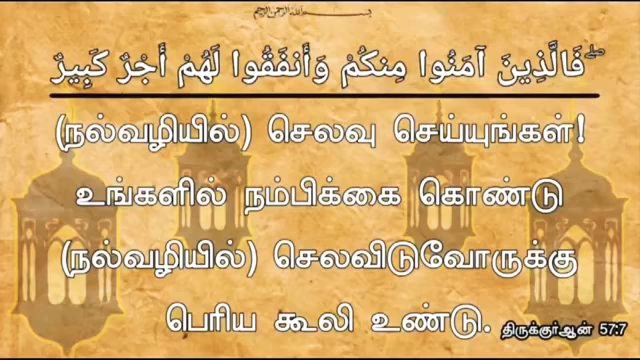 بسم الله الرحمن الرحيم
فَالَّذِينَ آمَنُوا مِنكُمْ وَأَنفَقُوا لَهُمْ أَجْرٌ كَبِيرٌ ۖ
(நல்வழியில்) செலவு செய்யுங்கள்!
உங்களில் நம்பிக்கை கொண்டு
(நல்வழியில்) செலவிடுவோருக்கு
பெரிய கூலி உண்டு.
திருக்குர்ஆன் 57:7